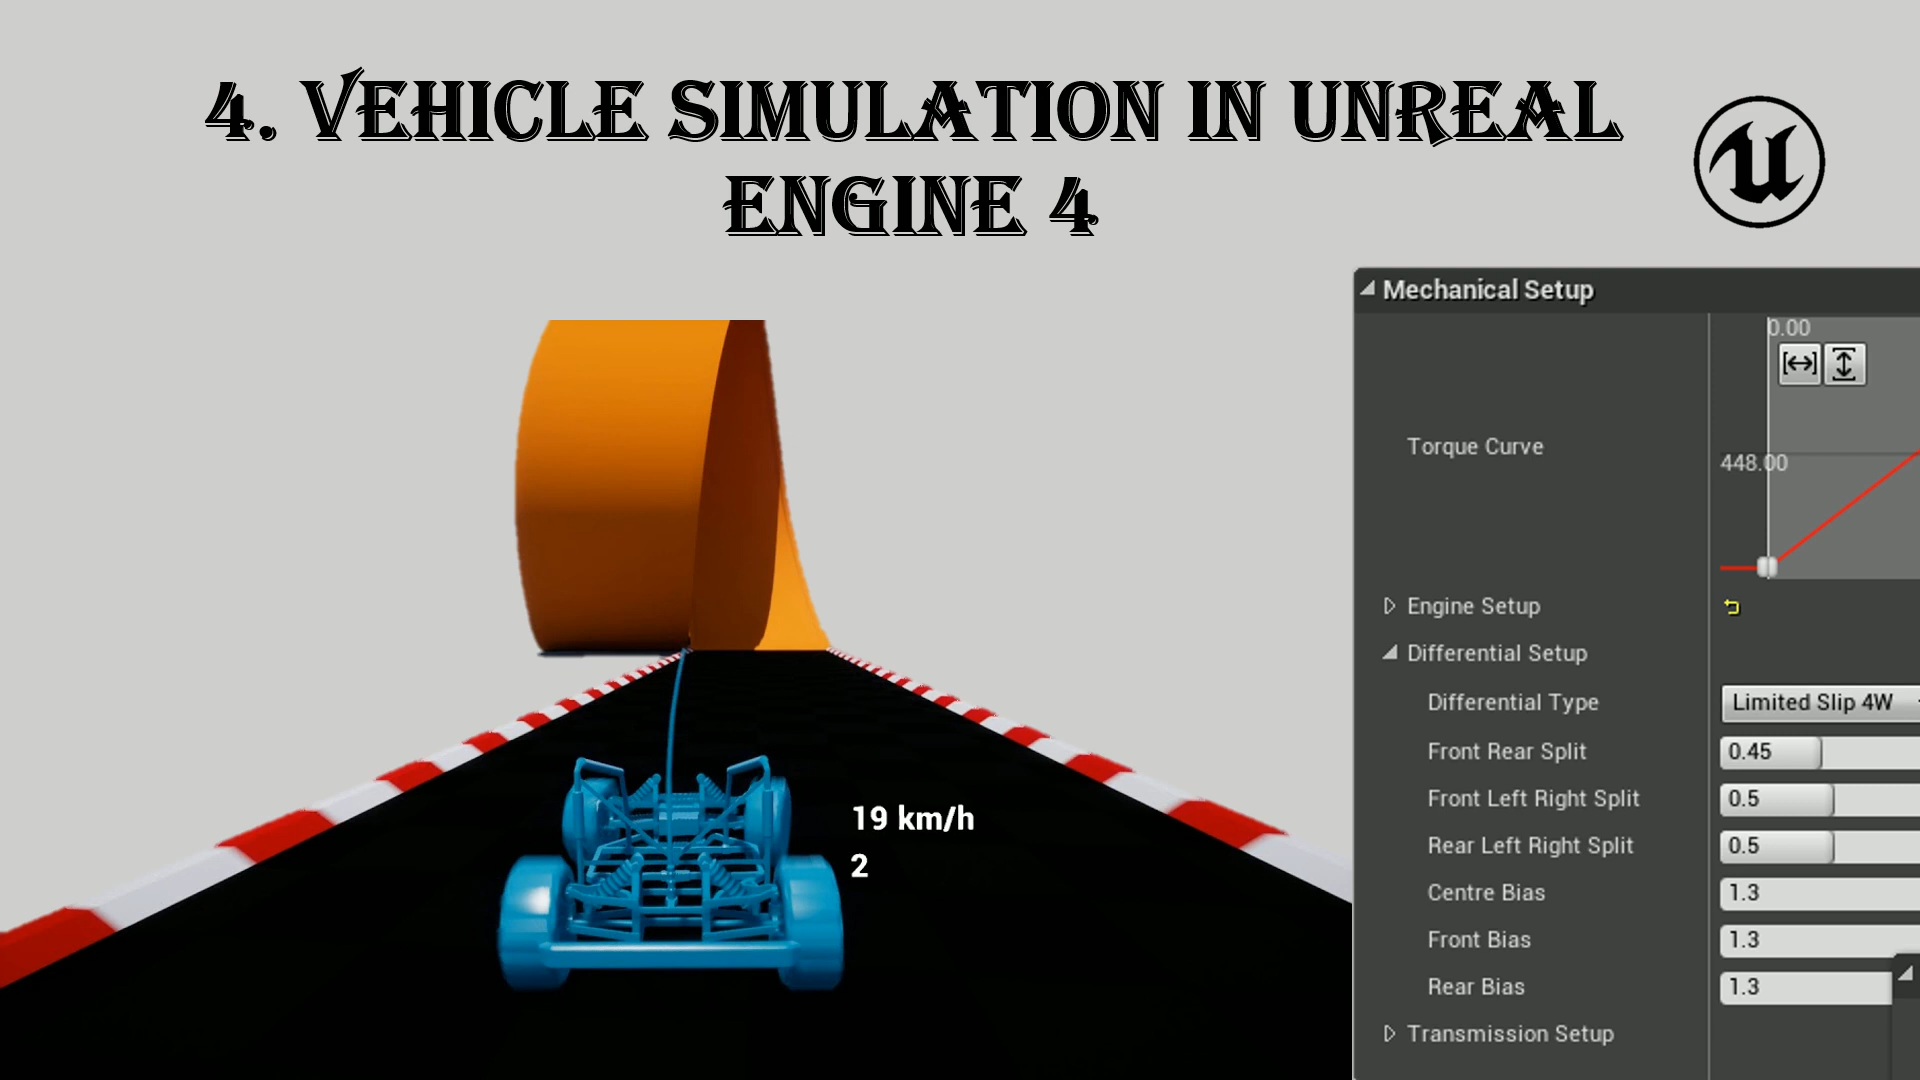 4. VEHICLE SIMULATION IN UNREAL
ENGINE 4
Mechanical Setup
0.00
Torque Curve
448.00
Engine Setup
Differential Setup
Differential Type
Limited Slip 4W
Front Rear Split
0.45
Front Left Right Split
0.5
Rear Left Right Split
0.5
Centre Bias
1.3
Front Bias
1.3
Rear Bias
1.3
Transmission Setup
19 km/h
2